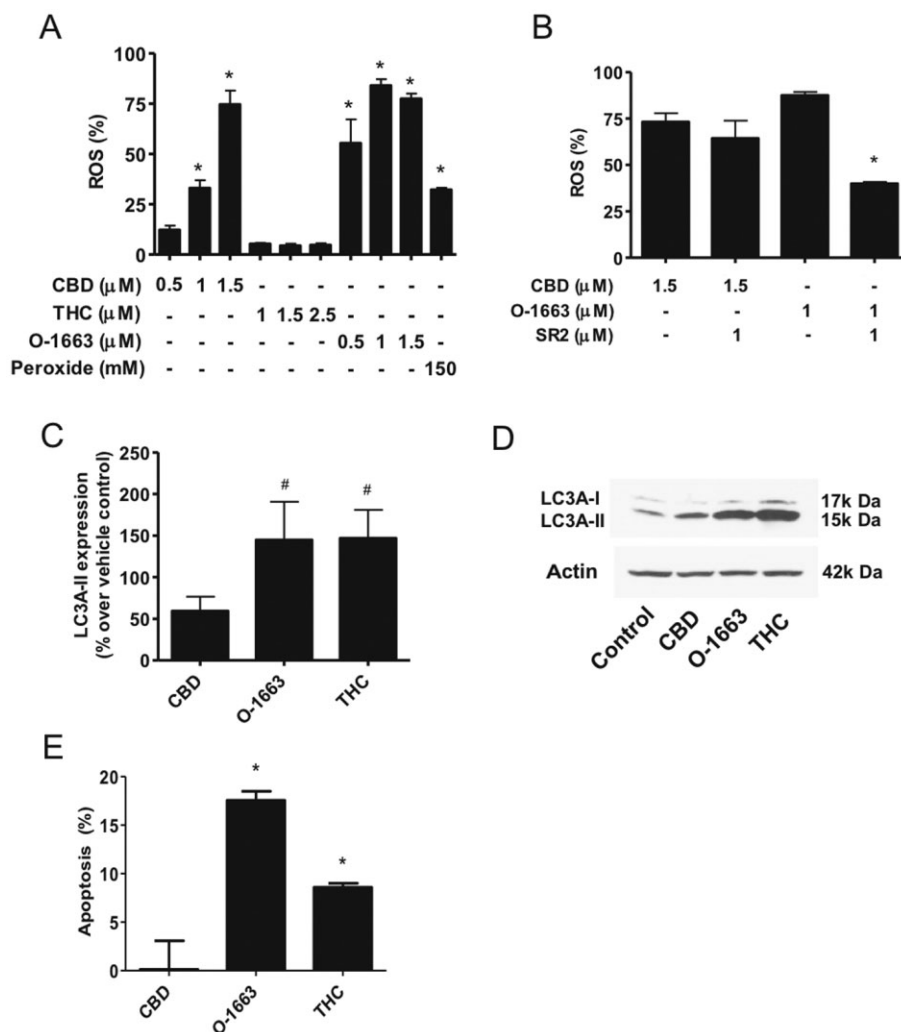 A
ROS (%)
100
75
50
25
0
* * * * * *
CBD (μM) 0.5 1 1.5 - - - - - - -
THC (μM) - - - 1 1.5 2.5 - - - -
O-1663 (μM) - - - - - - 0.5 1 1.5 -
Peroxide (mM) - - - - - - - - - 150
B
ROS (%)
100
75
50
25
0
*
CBD (μM) 1.5 1.5 - -
O-1663 (μM) - - 1 1
SR2 (μM) - 1 - 1
C
LC3A-II expression
(% over vehicle control)
250
200
150
100
50
0
# #
CBD O-1663 THC
D
LC3A-I 17k Da
LC3A-II 15k Da
Actin 42k Da
Control CBD O-1663 THC
E
Apoptosis (%)
20
15
10
5
0
* *
CBD O-1663 THC